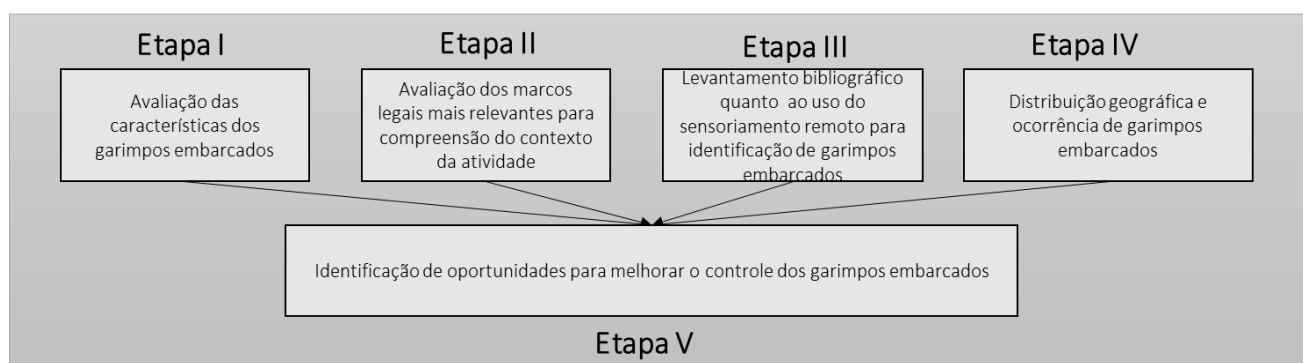 Etapa I
Avaliação das
características dos
garimpos embarcados
Etapa II
Avaliação dos marcos
legais mais relevantes para
compreensão do contexto
da atividade
Etapa III
Levantamento bibliográfico
quanto ao uso do
sensoriamento remoto para
identificação de garimpos
embarcados
Etapa IV
Distribuição geográfica e
ocorrência de garimpos
embarcados
Identificação de oportunidades para melhorar o controle dos garimpos embarcados
Etapa V